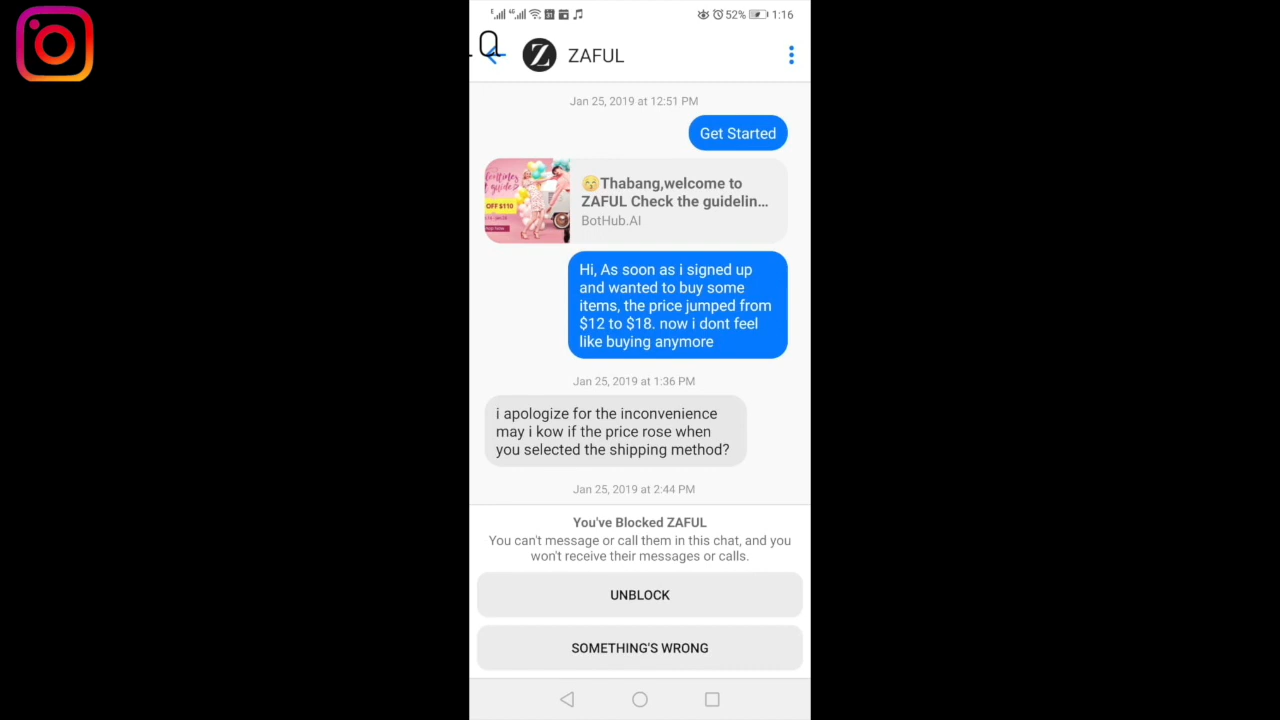 E 4G 31 52% 1:16
Q
Z ZAFUL
Jan 25, 2019 at 12:51 PM
Get Started
OFF $110
😚Thabang,welcome to
ZAFUL Check the guidelin...
BotHub.AI
Hi, As soon as i signed up
and wanted to buy some
items, the price jumped from
$12 to $18. now i dont feel
like buying anymore
Jan 25, 2019 at 1:36 PM
i apologize for the inconvenience
may i kow if the price rose when
you selected the shipping method?
Jan 25, 2019 at 2:44 PM
You've Blocked ZAFUL
You can't message or call them in this chat, and you
won't receive their messages or calls.
UNBLOCK
SOMETHING'S WRONG